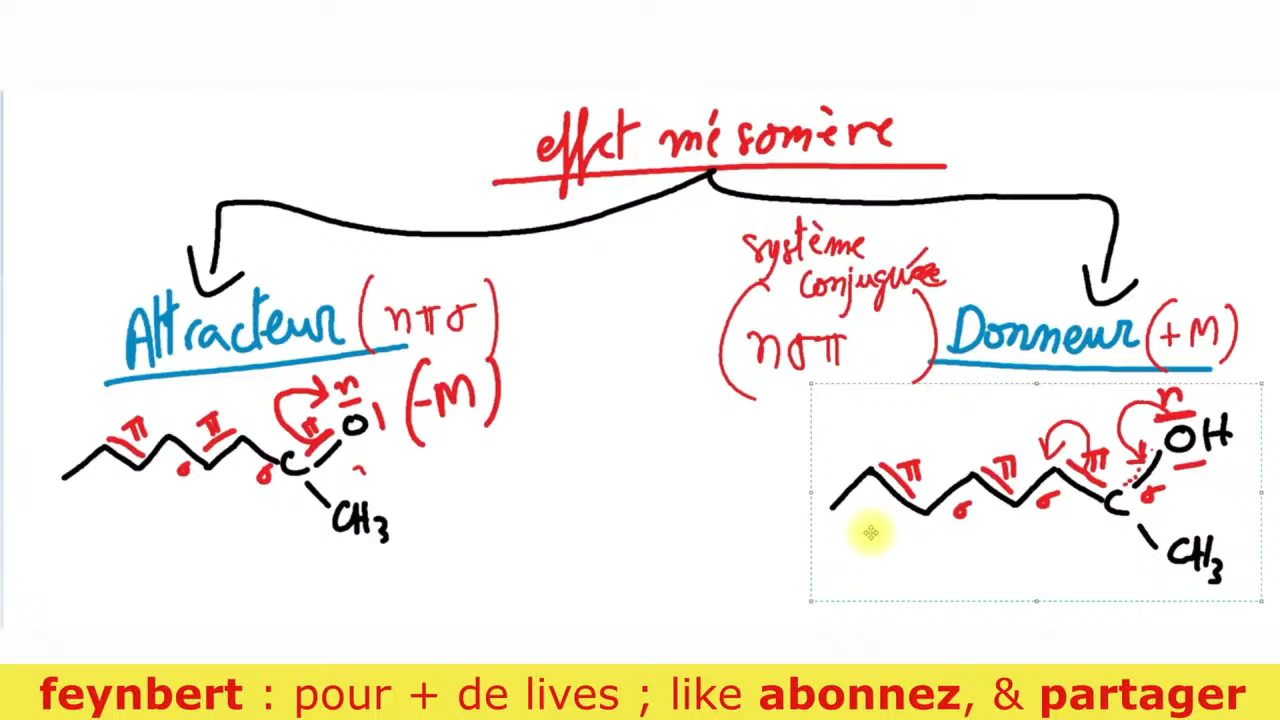 effet mésomère
système
conjugué
Attracteur (nπσ)
(nσπ)
Donneur (+M)
(-M)
π π π n O
σ σ C
CH3
π π π n OH
σ σ σ C
CH3
feynbert : pour + de lives ; like abonnez, & partager